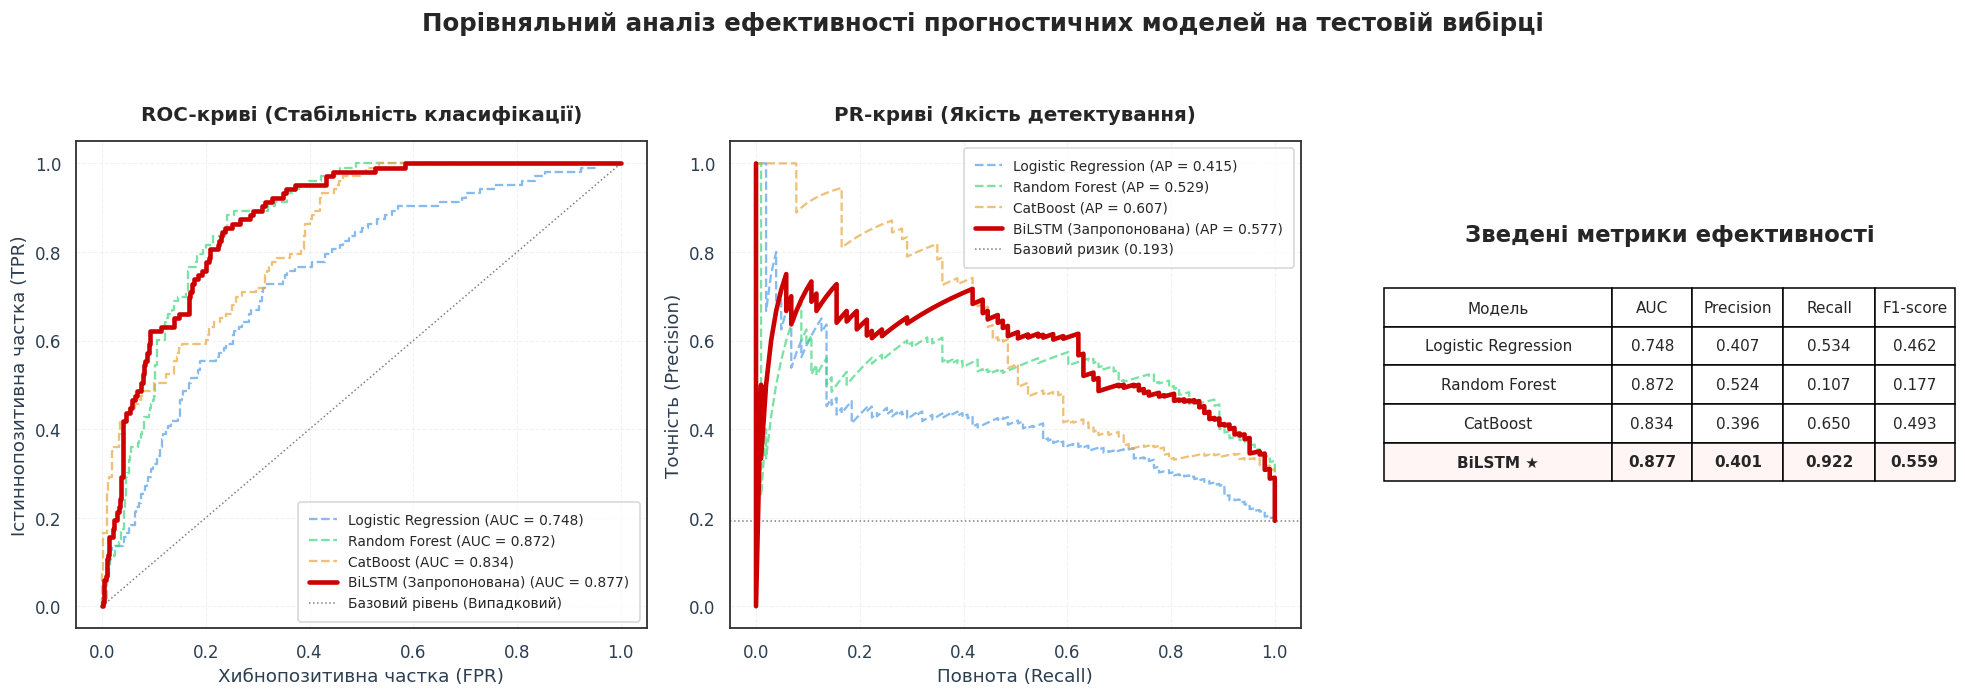 Порівняльний аналіз ефективності прогностичних моделей на тестовій вибірці
ROC-криві (Стабільність класифікації)
Істиннопозитивна частка (TPR)
1.0
0.8
0.6
0.4
0.2
0.0
0.0 0.2 0.4 0.6 0.8 1.0
Хибнопозитивна частка (FPR)
Logistic Regression (AUC = 0.748)
Random Forest (AUC = 0.872)
CatBoost (AUC = 0.834)
BiLSTM (Запропонована) (AUC = 0.877)
Базовий рівень (Випадковий)
PR-криві (Якість детектування)
Точність (Precision)
1.0
0.8
0.6
0.4
0.2
0.0
0.0 0.2 0.4 0.6 0.8 1.0
Повнота (Recall)
Logistic Regression (AP = 0.415)
Random Forest (AP = 0.529)
CatBoost (AP = 0.607)
BiLSTM (Запропонована) (AP = 0.577)
Базовий ризик (0.193)
Зведені метрики ефективності
Модель AUC Precision Recall F1-score
Logistic Regression 0.748 0.407 0.534 0.462
Random Forest 0.872 0.524 0.107 0.177
CatBoost 0.834 0.396 0.650 0.493
BiLSTM ★ 0.877 0.401 0.922 0.559